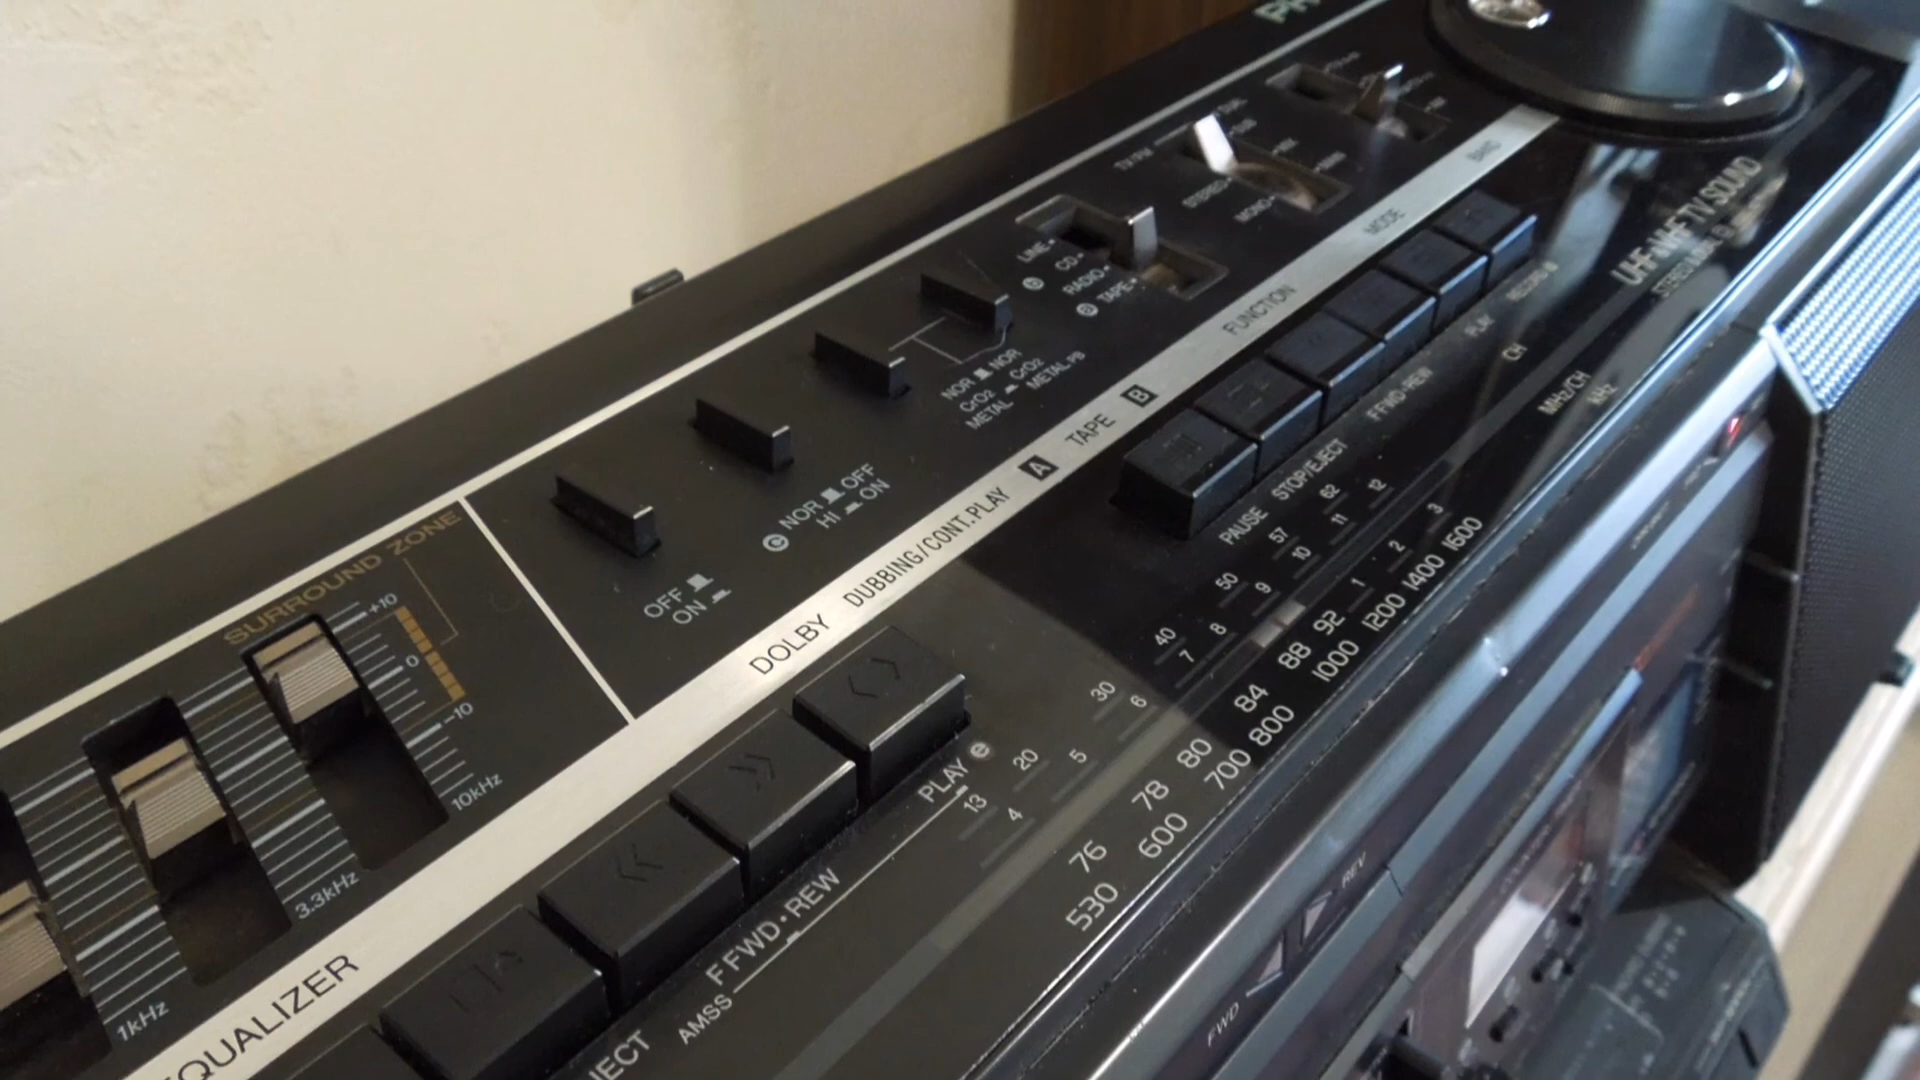 TV/FM
STEREO
MONO
LINE
CD
RADIO
TAPE
BAND
MODE
FUNCTION
UHF·VHF TV SOUND
NOR NOR
CrO2 CrO2
METAL METAL PB
NOR OFF
HI ON
OFF
ON
A TAPE B
DOLBY DUBBING/CONT.PLAY
SURROUND ZONE
+10
0
-10
10kHz
3.3kHz
1kHz
EQUALIZER
PLAY
FFWD·REW
STOP/EJECT
PAUSE
CH
MHz/CH
kHz
13 20 30 40 50 57 62
4 5 6 7 8 9 10 11 12
1 2 3
76 78 80 84 88 92
530 600 700 800 1000 1200 1400 1600
PLAY
FFWD·REW
AMSS
JECT
FWD
REV